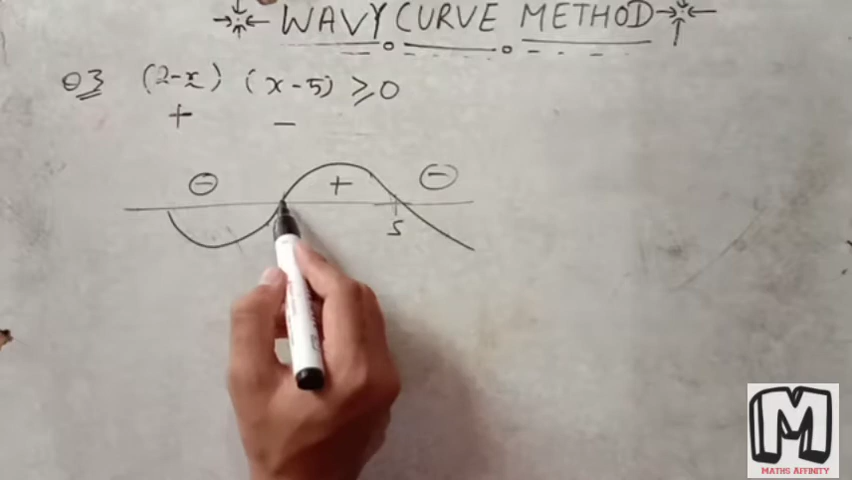 WAVY CURVE METHOD
Q3 (2-x) (x-5) ≥0
+ -
⊖ + ⊖
5
M
MATHS AFFINITY